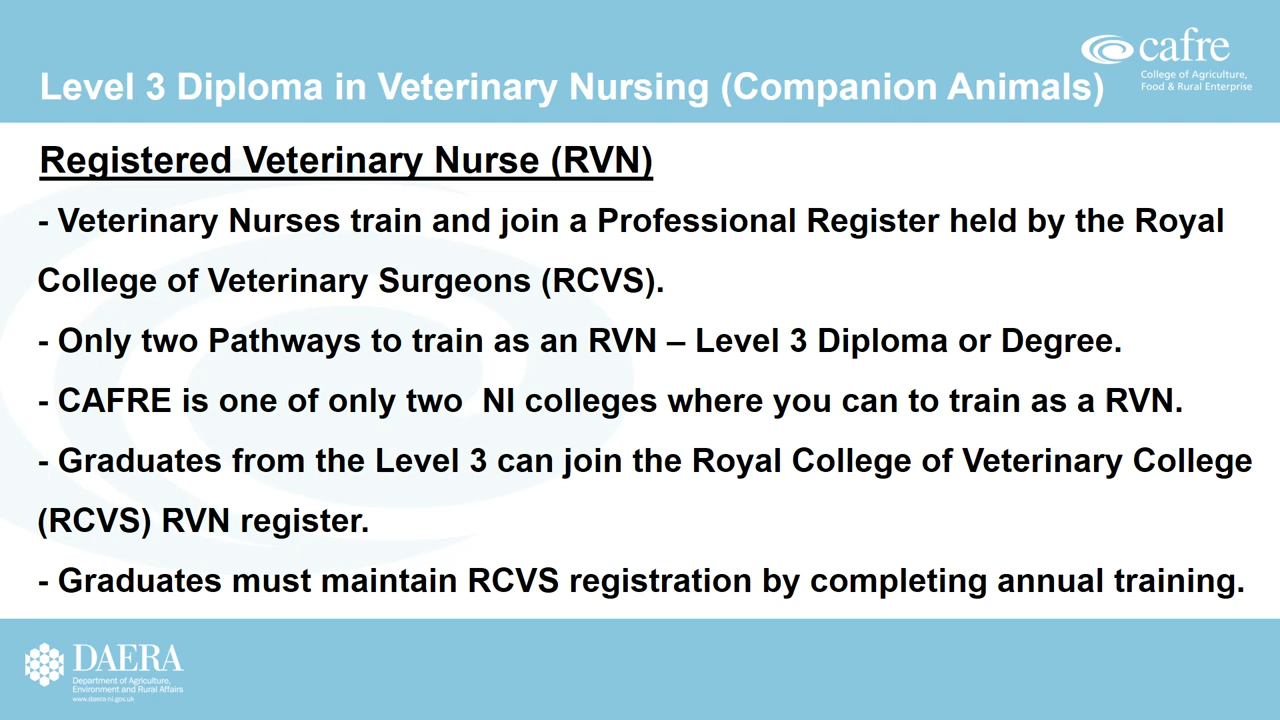 cafre
College of Agriculture,
Food & Rural Enterprise
Level 3 Diploma in Veterinary Nursing (Companion Animals)
Registered Veterinary Nurse (RVN)
- Veterinary Nurses train and join a Professional Register held by the Royal
College of Veterinary Surgeons (RCVS).
- Only two Pathways to train as an RVN – Level 3 Diploma or Degree.
- CAFRE is one of only two  NI colleges where you can to train as a RVN.
- Graduates from the Level 3 can join the Royal College of Veterinary College
(RCVS) RVN register.
- Graduates must maintain RCVS registration by completing annual training.
DAERA
Department of Agriculture,
Environment and Rural Affairs
www.daera-ni.gov.uk